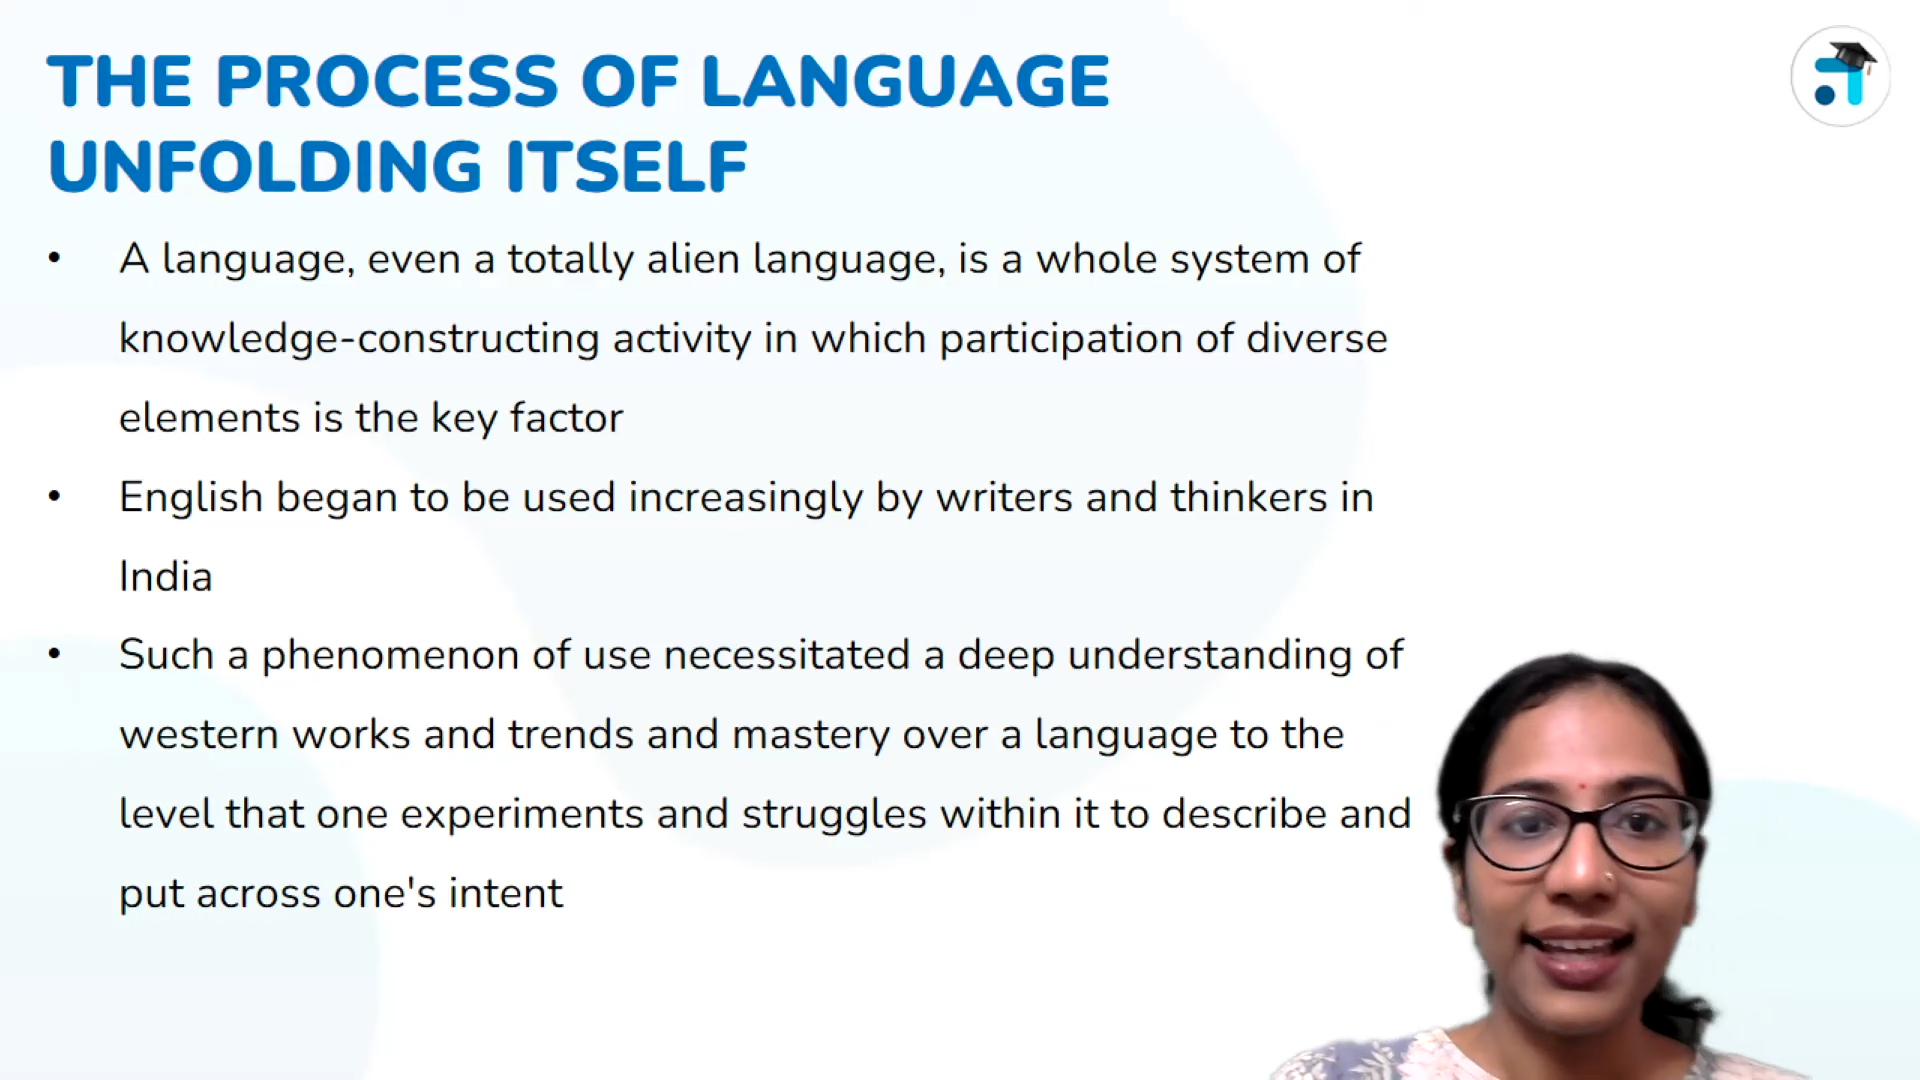 THE PROCESS OF LANGUAGE
UNFOLDING ITSELF
• A language, even a totally alien language, is a whole system of
knowledge-constructing activity in which participation of diverse
elements is the key factor
• English began to be used increasingly by writers and thinkers in
India
• Such a phenomenon of use necessitated a deep understanding of
western works and trends and mastery over a language to the
level that one experiments and struggles within it to describe and
put across one's intent